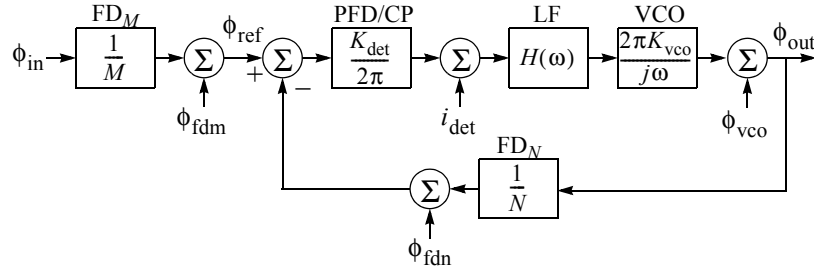 FD_M PFD/CP LF VCO
ϕ_in 1/M Σ ϕ_ref + Σ − K_det/2π Σ H(ω) 2πK_vco/jω Σ ϕ_out
ϕ_fdm i_det ϕ_vco
FD_N
Σ 1/N
ϕ_fdn